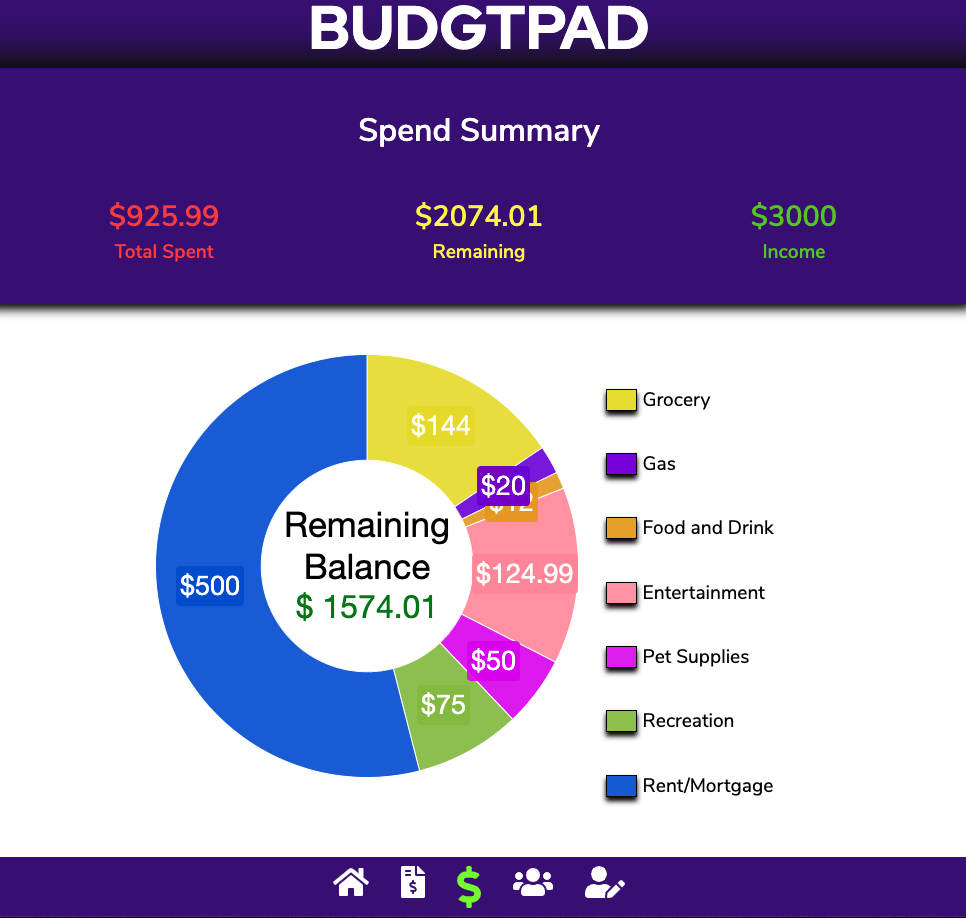 BUDGTPAD
Spend Summary
$925.99
Total Spent
$2074.01
Remaining
$3000
Income
$144
$20
$12
$124.99
$50
$75
$500
Remaining
Balance
$ 1574.01
Grocery
Gas
Food and Drink
Entertainment
Pet Supplies
Recreation
Rent/Mortgage
$
$